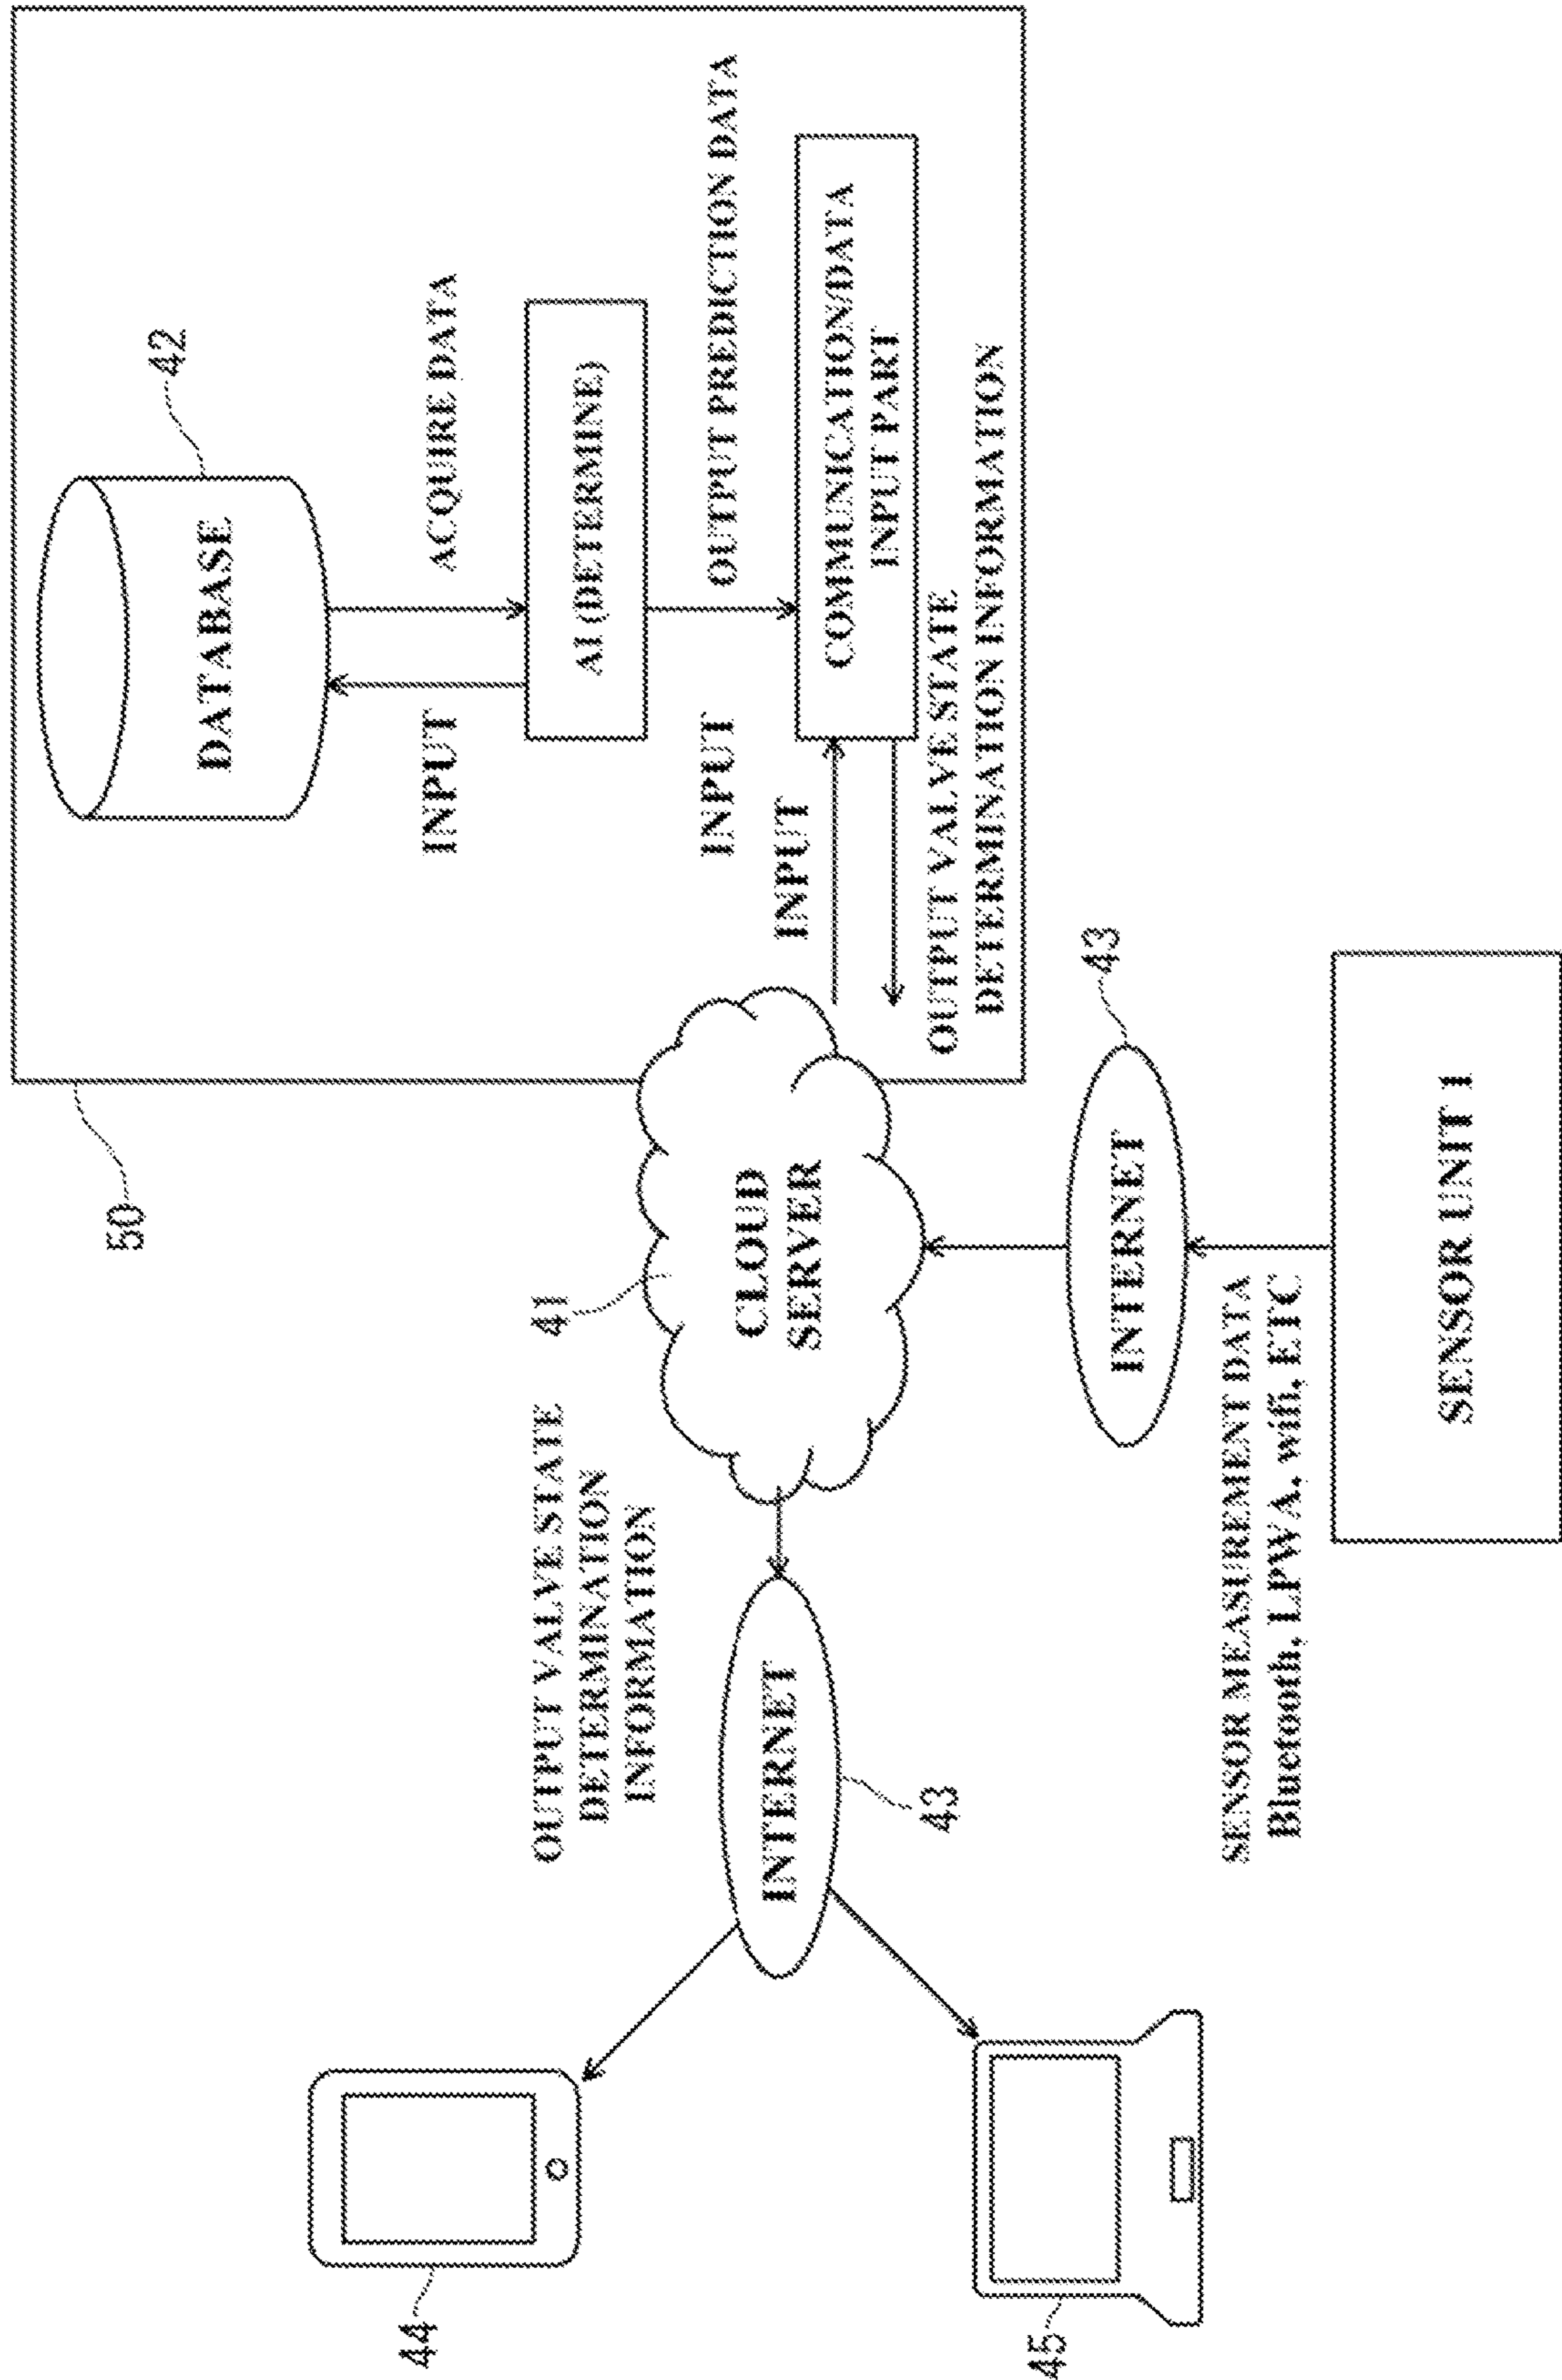 50
42
DATABASE
INPUT
ACQUIRE DATA
AI (DETERMINE)
INPUT
OUTPUT PREDICTION DATA
INPUT
COMMUNICATION/DATA
INPUT PART
OUTPUT VALVE STATE
DETERMINATION INFORMATION
44
OUTPUT VALVE STATE
DETERMINATION
INFORMATION
41
CLOUD
SERVER
INTERNET
43
45
INTERNET
43
SENSOR MEASUREMENT DATA
Bluetooth, LPWA, wifi, ETC
SENSOR UNIT 1